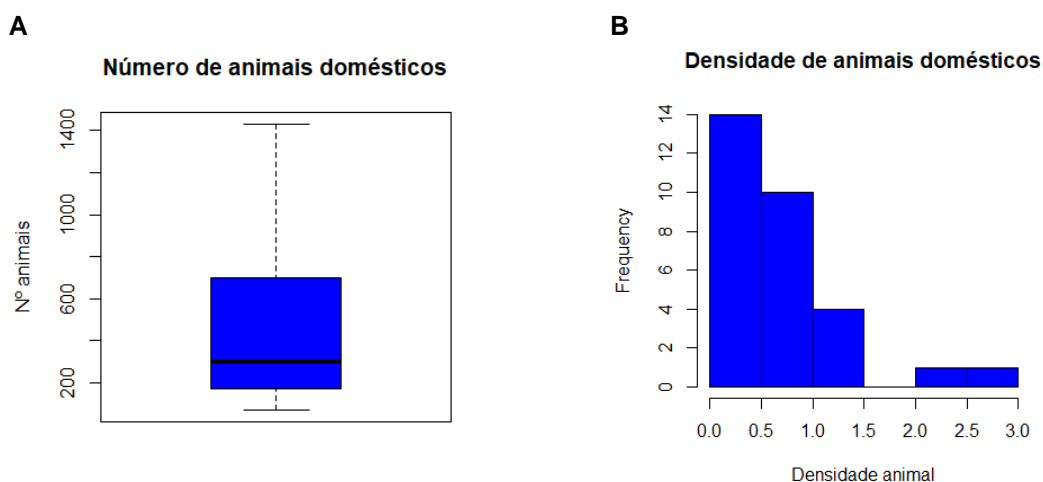 A
Número de animais domésticos
1400
1000
600
200
Nº animais
B
Densidade de animais domésticos
14
12
10
8
6
4
2
0
Frequency
0.0 0.5 1.0 1.5 2.0 2.5 3.0
Densidade animal